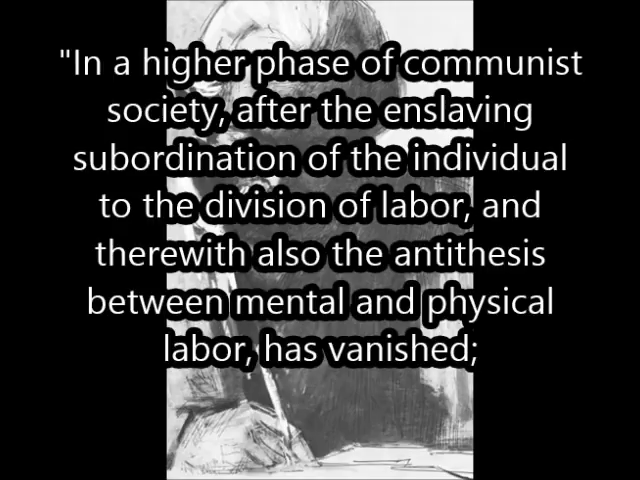 "In a higher phase of communist
society, after the enslaving
subordination of the individual
to the division of labor, and
therewith also the antithesis
between mental and physical
labor, has vanished;